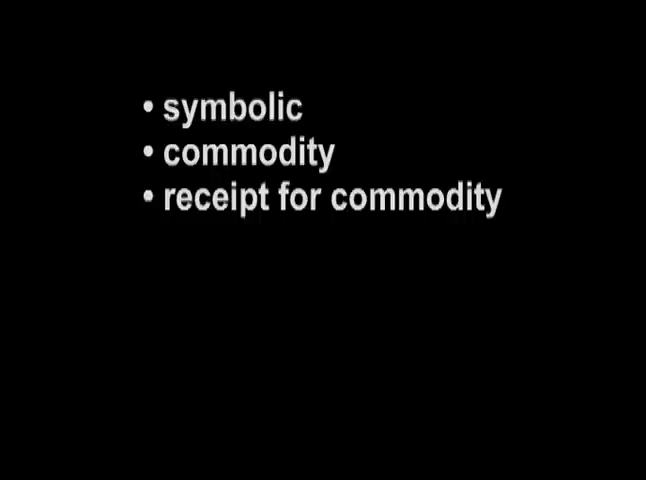 • symbolic
• commodity
• receipt for commodity